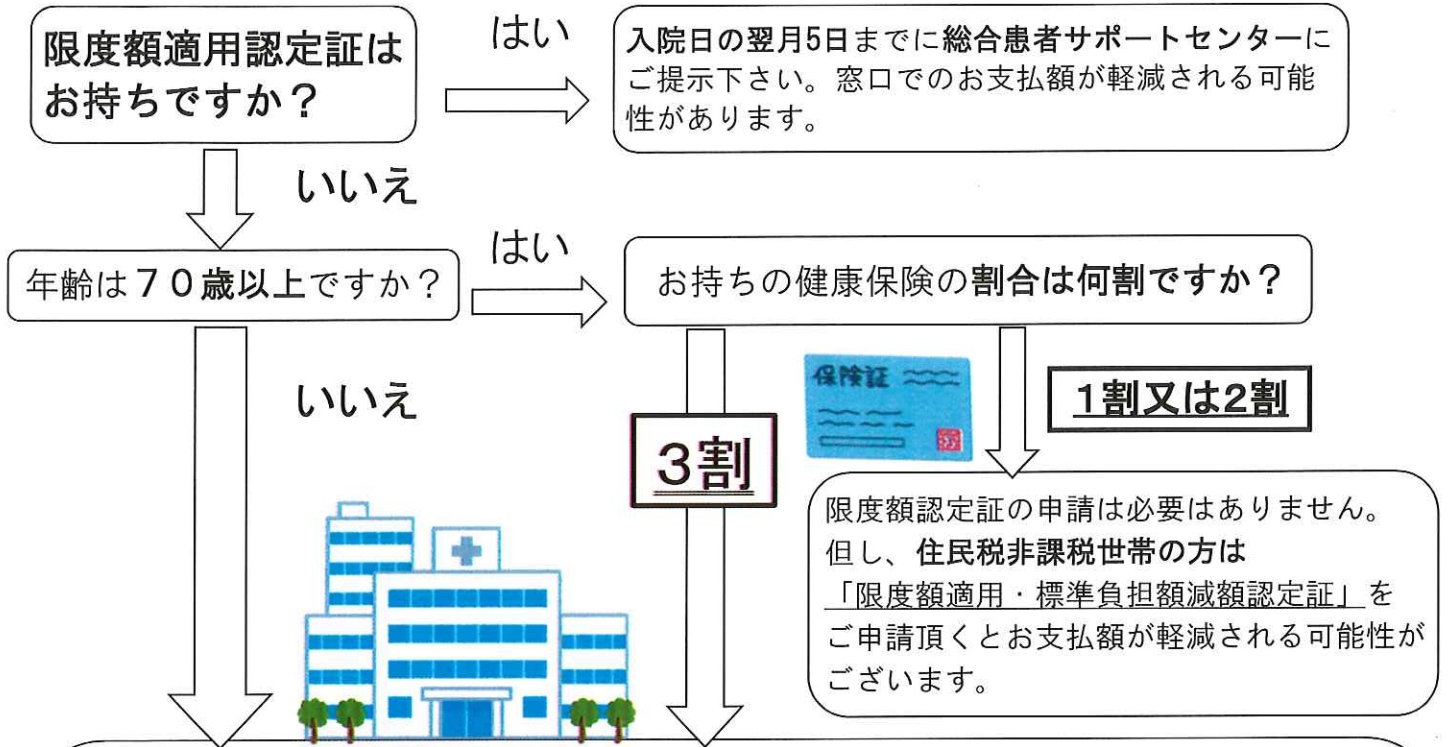 限度額適用認定証は
お持ちですか？
はい
入院日の翌月5日までに総合患者サポートセンターに
ご提示下さい。窓口でのお支払額が軽減される可能
性があります。
いいえ
年齢は７０歳以上ですか？
はい
お持ちの健康保険の割合は何割ですか？
いいえ
3割
保険証
1割又は2割
限度額認定証の申請は必要はありません。
但し、住民税非課税世帯の方は
「限度額適用・標準負担額減額認定証」を
ご申請頂くとお支払額が軽減される可能性が
ございます。